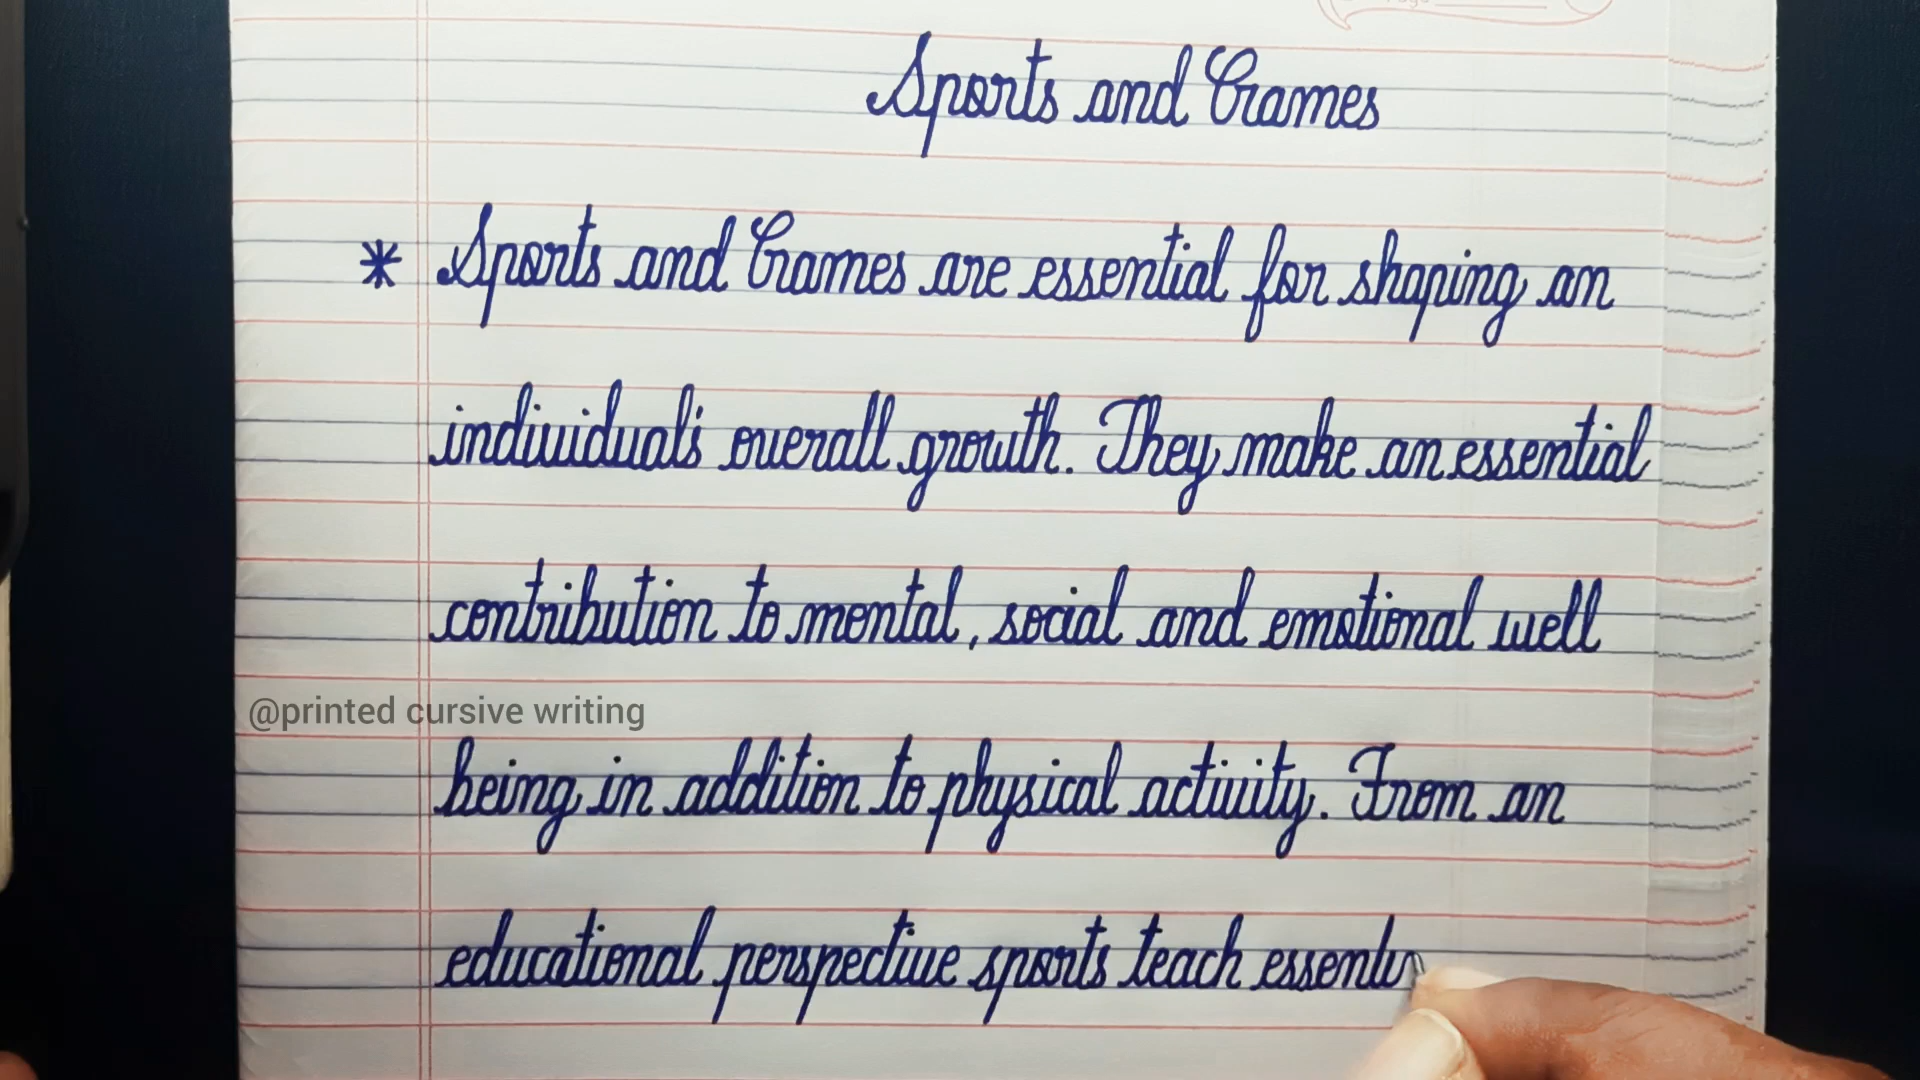 Sports and Games
* Sports and Games are essential for shaping an
individual's overall growth. They make an essential
contribution to mental, social and emotional well
@printed cursive writing
being in addition to physical activity. From an
educational perspective sports teach